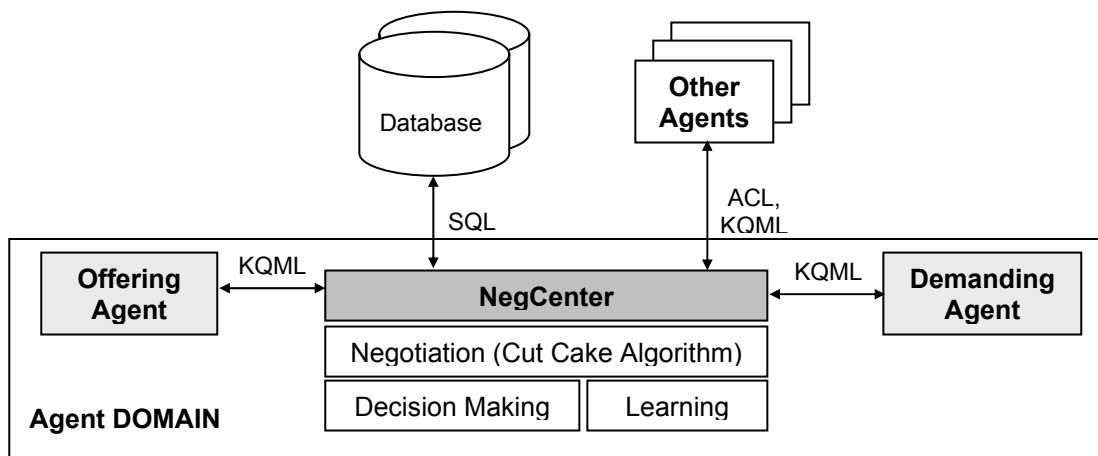 Database
Other
Agents
SQL
ACL,
KQML
Offering
Agent
KQML
NegCenter
KQML
Demanding
Agent
Negotiation (Cut Cake Algorithm)
Decision Making
Learning
Agent DOMAIN